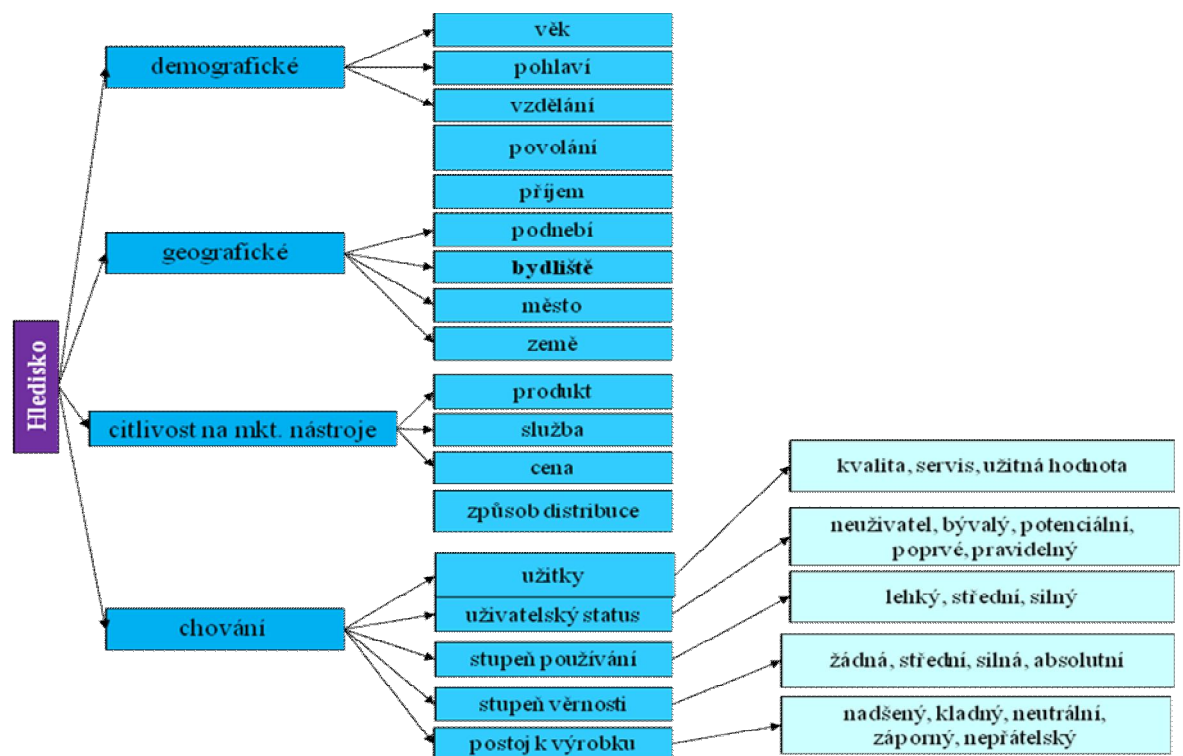 Hledisko
demografické
věk
pohlaví
vzdělání
povolání
příjem
geografické
podnebí
bydliště
město
země
citlivost na mkt. nástroje
produkt
služba
cena
způsob distribuce
chování
užitky
kvalita, servis, užitná hodnota
uživatelský status
neuživatel, bývalý, potenciální,
poprvé, pravidelný
stupeň používání
lehký, střední, silný
stupeň věrnosti
žádná, střední, silná, absolutní
postoj k výrobku
nadšený, kladný, neutrální,
záporný, nepřátelský